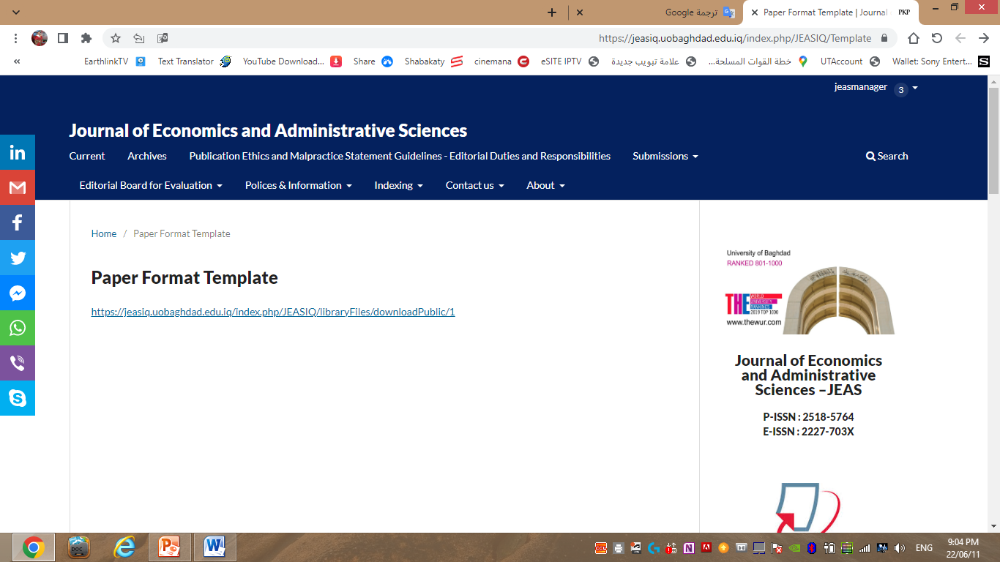 Paper Format Template | Journal
PKP
ترجمة Google
https://jeasiq.uobaghdad.edu.iq/index.php/JEASIQ/Template
EarthlinkTV
Text Translator
YouTube Download...
Share
Shabakaty
cinemana
eSITE IPTV
علامة تبويب جديدة
خطة القوات المسلحة...
UTAccount
Wallet: Sony Entert...
jeasmanager 3
Journal of Economics and Administrative Sciences
Current Archives Publication Ethics and Malpractice Statement Guidelines - Editorial Duties and Responsibilities Submissions Search
Editorial Board for Evaluation Polices & Information Indexing Contact us About
Home / Paper Format Template
Paper Format Template
https://jeasiq.uobaghdad.edu.iq/index.php/JEASIQ/libraryFiles/downloadPublic/1
University of Baghdad
RANKED 801-1000
THE WORLD
UNIVERSITY
RANKINGS
2019 TOP 1000
www.thewur.com
Journal of Economics
and Administrative
Sciences –JEAS
P-ISSN : 2518-5764
E-ISSN : 2227-703X
ENG
9:04 PM
22/06/11